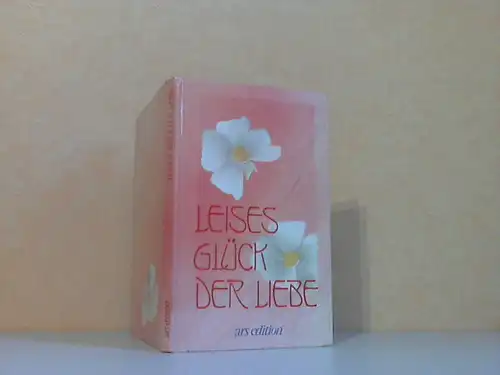 LEISES
GLÜCK
DER LIEBE
ars edition